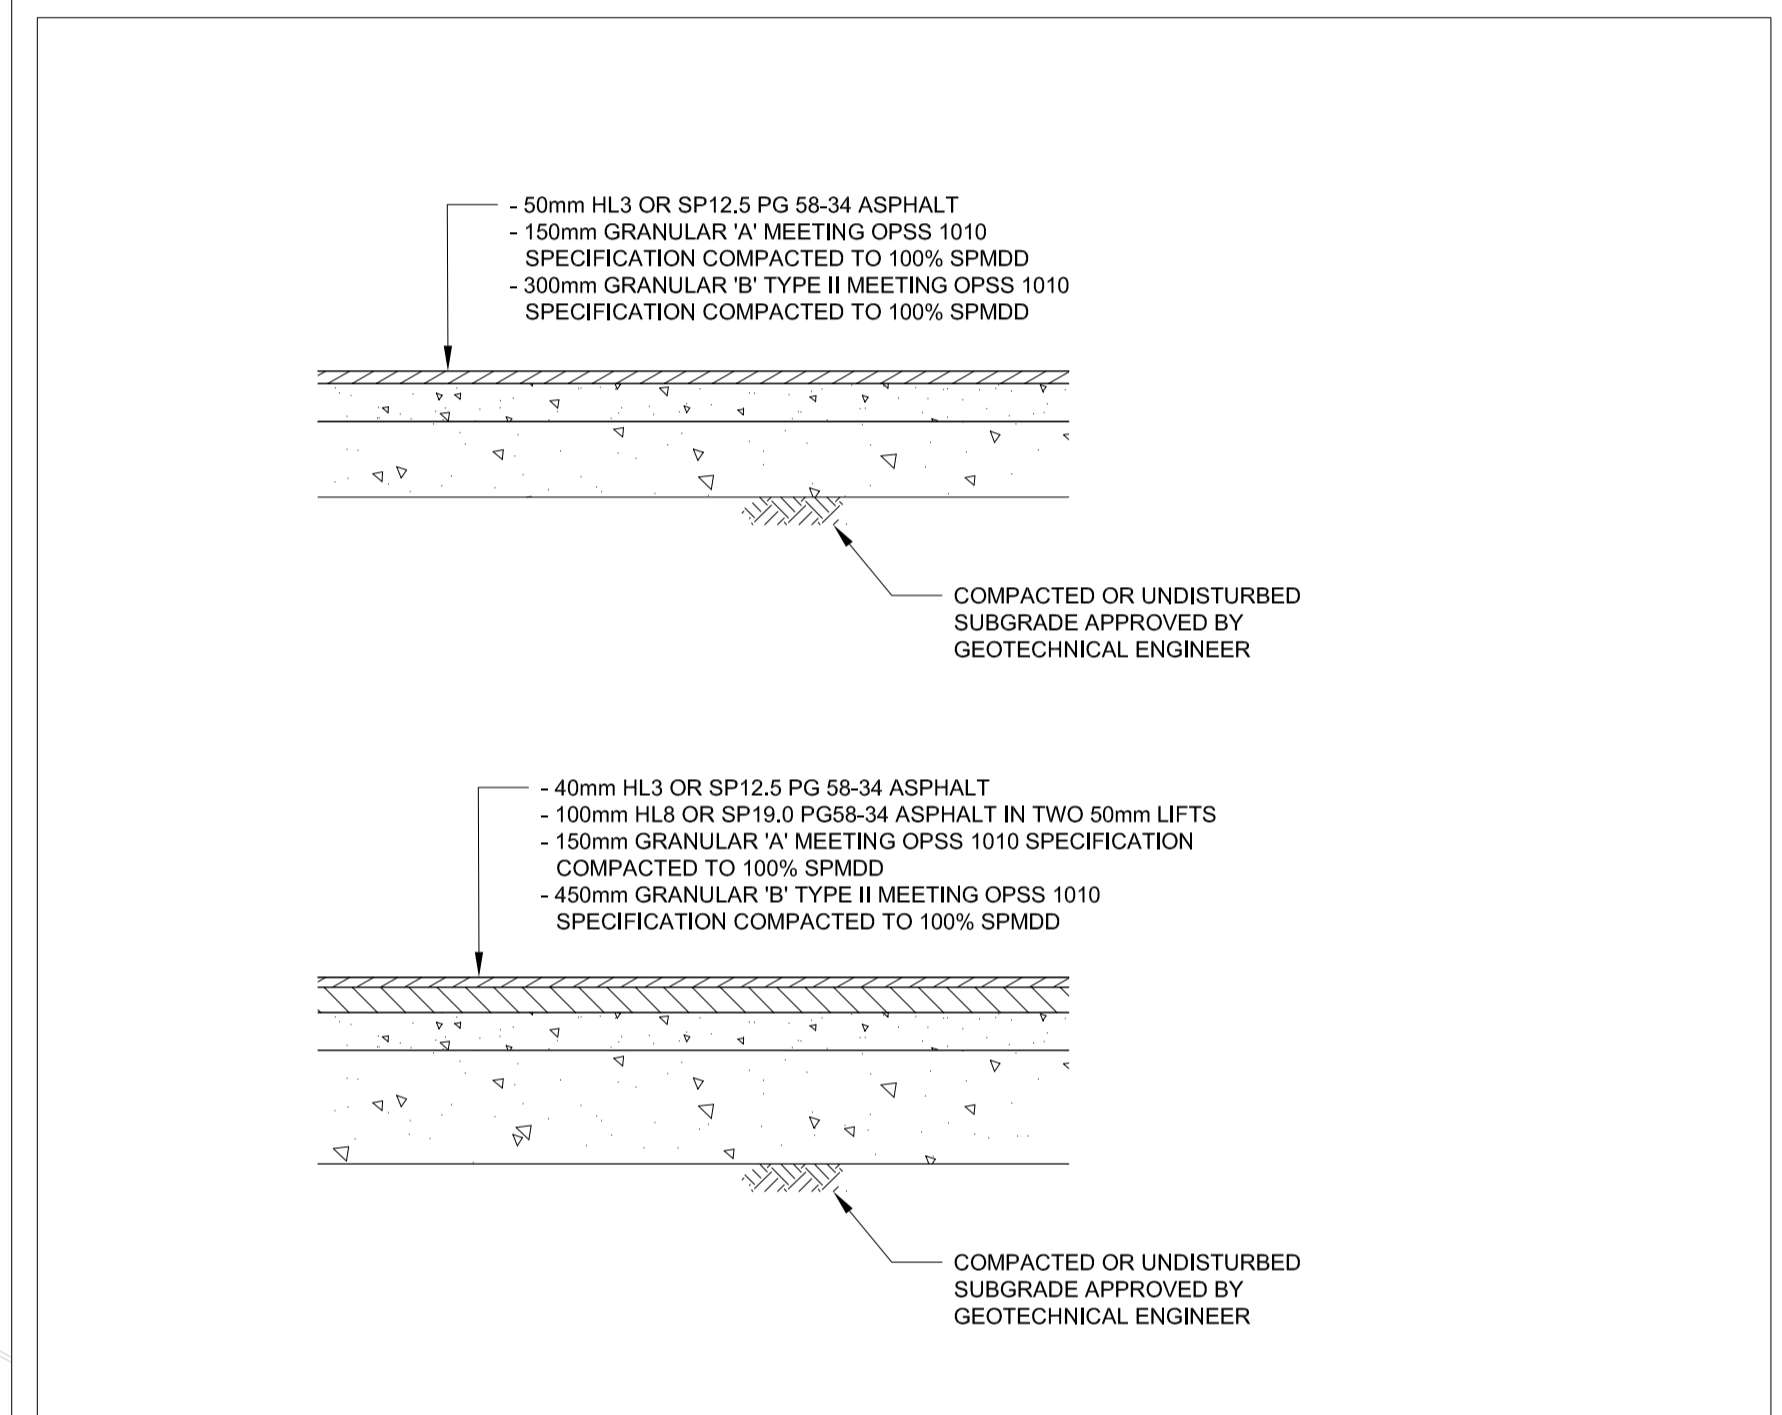 - 50mm HL3 OR SP12.5 PG 58-34 ASPHALT
- 150mm GRANULAR 'A' MEETING OPSS 1010
SPECIFICATION COMPACTED TO 100% SPMDD
- 300mm GRANULAR 'B' TYPE II MEETING OPSS 1010
SPECIFICATION COMPACTED TO 100% SPMDD
COMPACTED OR UNDISTURBED
SUBGRADE APPROVED BY
GEOTECHNICAL ENGINEER
- 40mm HL3 OR SP12.5 PG 58-34 ASPHALT
- 100mm HL8 OR SP19.0 PG58-34 ASPHALT IN TWO 50mm LIFTS
- 150mm GRANULAR 'A' MEETING OPSS 1010 SPECIFICATION
COMPACTED TO 100% SPMDD
- 450mm GRANULAR 'B' TYPE II MEETING OPSS 1010
SPECIFICATION COMPACTED TO 100% SPMDD
COMPACTED OR UNDISTURBED
SUBGRADE APPROVED BY
GEOTECHNICAL ENGINEER